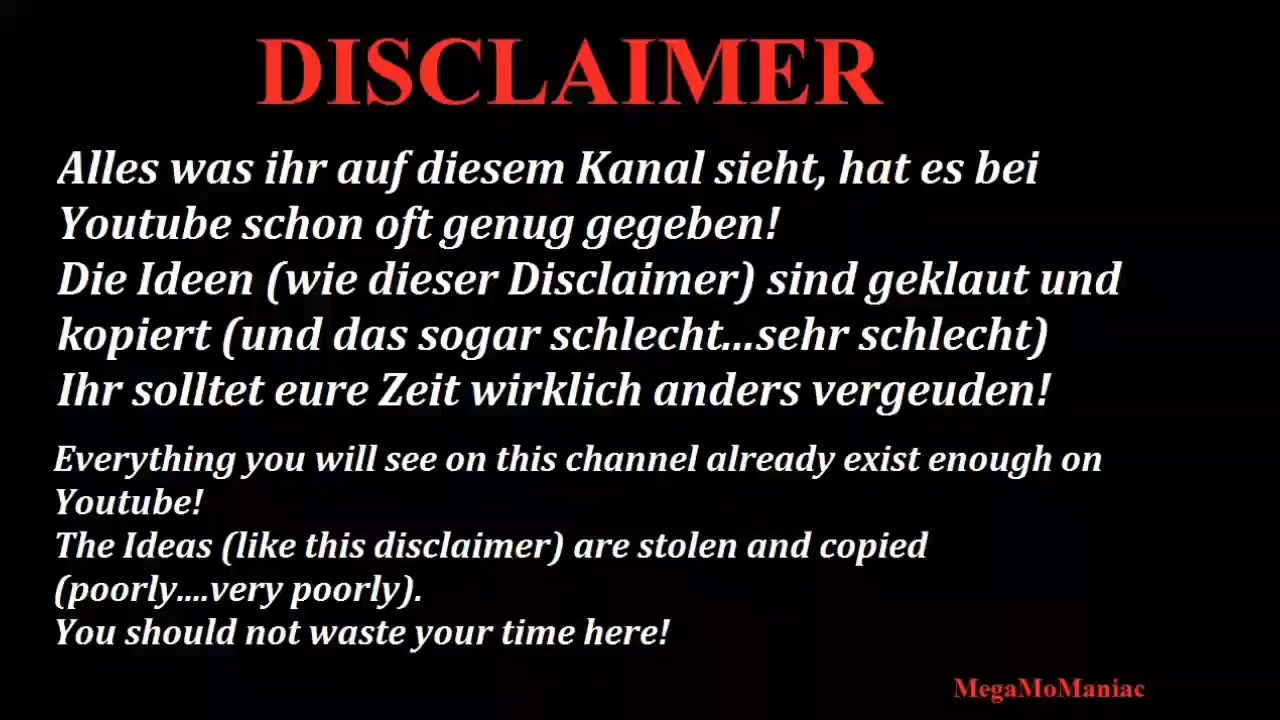 DISCLAIMER
Alles was ihr auf diesem Kanal sieht, hat es bei
Youtube schon oft genug gegeben!
Die Ideen (wie dieser Disclaimer) sind geklaut und
kopiert (und das sogar schlecht...sehr schlecht)
Ihr solltet eure Zeit wirklich anders vergeuden!
Everything you will see on this channel already exist enough on
Youtube!
The Ideas (like this disclaimer) are stolen and copied
(poorly....very poorly).
You should not waste your time here!
MegaMoManiac